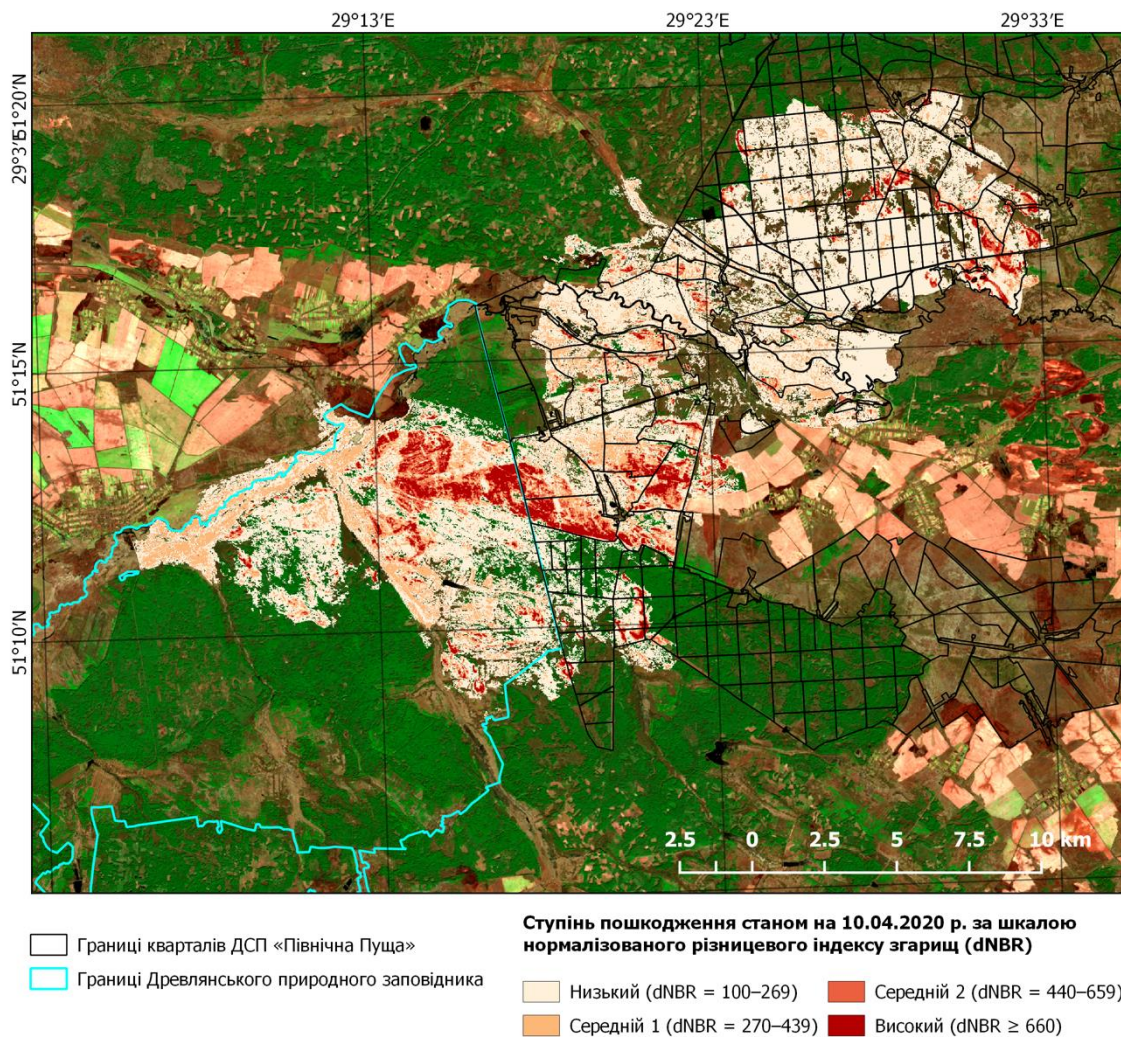 29°13′E 29°23′E 29°33′E
51°20′N
29°3′E
51°15′N
51°10′N
2.5 0 2.5 5 7.5 10 km
Границі кварталів ДСП «Північна Пуща»
Границі Древлянського природного заповідника
Ступінь пошкодження станом на 10.04.2020 р. за шкалою
нормалізованого різницевого індексу згарищ (dNBR)
Низький (dNBR = 100–269) Середній 2 (dNBR = 440–659)
Середній 1 (dNBR = 270–439) Високий (dNBR ≥ 660)